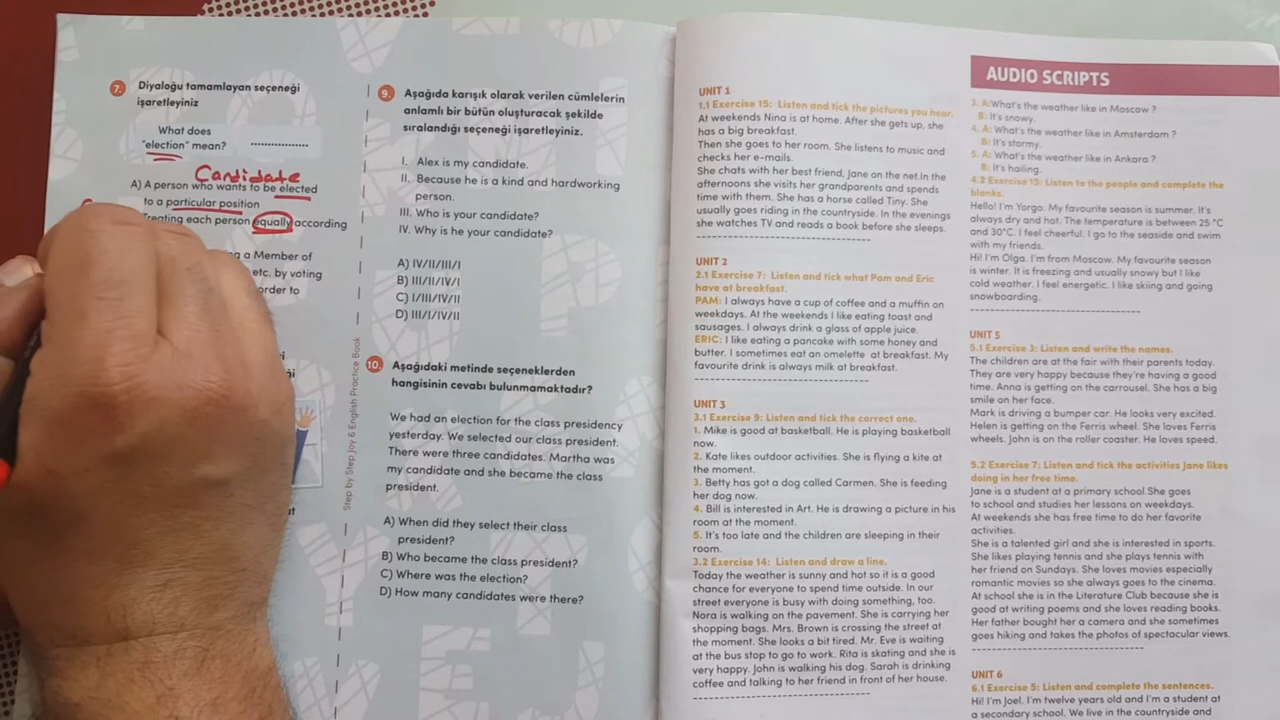 7. Diyaloğu tamamlayan seçeneği
işaretleyiniz
What does
“election” mean? ..................
Candidate
A) A person who wants to be elected
to a particular position
Treating each person equally according
a Member of
etc. by voting
order to
Step by Step Joy 6 English Practice Book
9. Aşağıda karışık olarak verilen cümlelerin
anlamlı bir bütün oluşturacak şekilde
sıralandığı seçeneği işaretleyiniz.
I. Alex is my candidate.
II. Because he is a kind and hardworking
person.
III. Who is your candidate?
IV. Why is he your candidate?
A) IV/II/III/I
B) III/II/IV/I
C) I/III/IV/II
D) III/I/IV/II
10. Aşağıdaki metinde seçeneklerden
hangisinin cevabı bulunmamaktadır?
We had an election for the class presidency
yesterday. We selected our class president.
There were three candidates. Martha was
my candidate and she became the class
president.
A) When did they select their class
president?
B) Who became the class president?
C) Where was the election?
D) How many candidates were there?
UNIT 1
1.1 Exercise 15: Listen and tick the pictures you hear.
At weekends Nina is at home. After she gets up, she
has a big breakfast.
Then she goes to her room. She listens to music and
checks her e-mails.
She chats with her best friend, Jane on the net.In the
afternoons she visits her grandparents and spends
time with them. She has a horse called Tiny. She
usually goes riding in the countryside. In the evenings
she watches TV and reads a book before she sleeps.
UNIT 2
2.1 Exercise 7: Listen and tick what Pam and Eric
have at breakfast.
PAM: I always have a cup of coffee and a muffin on
weekdays. At the weekends I like eating toast and
sausages. I always drink a glass of apple juice.
ERIC: I like eating a pancake with some honey and
butter. I sometimes eat an omelette at breakfast. My
favourite drink is always milk at breakfast.
UNIT 3
3.1 Exercise 9: Listen and tick the correct one.
1. Mike is good at basketball. He is playing basketball
now.
2. Kate likes outdoor activities. She is flying a kite at
the moment.
3. Betty has got a dog called Carmen. She is feeding
her dog now.
4. Bill is interested in Art. He is drawing a picture in his
room at the moment.
5. It's too late and the children are sleeping in their
room.
3.2 Exercise 14: Listen and draw a line.
Today the weather is sunny and hot so it is a good
chance for everyone to spend time outside. In our
street everyone is busy with doing something, too.
Nora is walking on the pavement. She is carrying her
shopping bags. Mrs. Brown is crossing the street at
the moment. She looks a bit tired. Mr. Eve is waiting
at the bus stop to go to work. Rita is skating and she is
very happy. John is walking his dog. Sarah is drinking
coffee and talking to her friend in front of her house.
AUDIO SCRIPTS
3. A:What's the weather like in Moscow ?
B: It's snowy.
4. A: What's the weather like in Amsterdam ?
B: It's stormy.
5. A: What's the weather like in Ankara ?
B: It's hailing.
4.2 Exercise 15: Listen to the people and complete the
blanks.
Hello! I'm Yorgo. My favourite season is summer. It's
always dry and hot. The temperature is between 25 °C
and 30°C. I feel cheerful. I go to the seaside and swim
with my friends.
Hi! I'm Olga. I'm from Moscow. My favourite season
is winter. It is freezing and usually snowy but I like
cold weather. I feel energetic. I like skiing and going
snowboarding.
UNIT 5
5.1 Exercise 3: Listen and write the names.
The children are at the fair with their parents today.
They are very happy because they're having a good
time. Anna is getting on the carrousel. She has a big
smile on her face.
Mark is driving a bumper car. He looks very excited.
Helen is getting on the Ferris wheel. She loves Ferris
wheels. John is on the roller coaster. He loves speed.
5.2 Exercise 7: Listen and tick the activities Jane likes
doing in her free time.
Jane is a student at a primary school.She goes
to school and studies her lessons on weekdays.
At weekends she has free time to do her favorite
activities.
She is a talented girl and she is interested in sports.
She likes playing tennis and she plays tennis with
her friend on Sundays. She loves movies especially
romantic movies so she always goes to the cinema.
At school she is in the Literature Club because she is
good at writing poems and she loves reading books.
Her father bought her a camera and she sometimes
goes hiking and takes the photos of spectacular views.
UNIT 6
6.1 Exercise 5: Listen and complete the sentences.
Hi! I'm Joel. I'm twelve years old and I'm a student at
a secondary school. We live in the countryside and